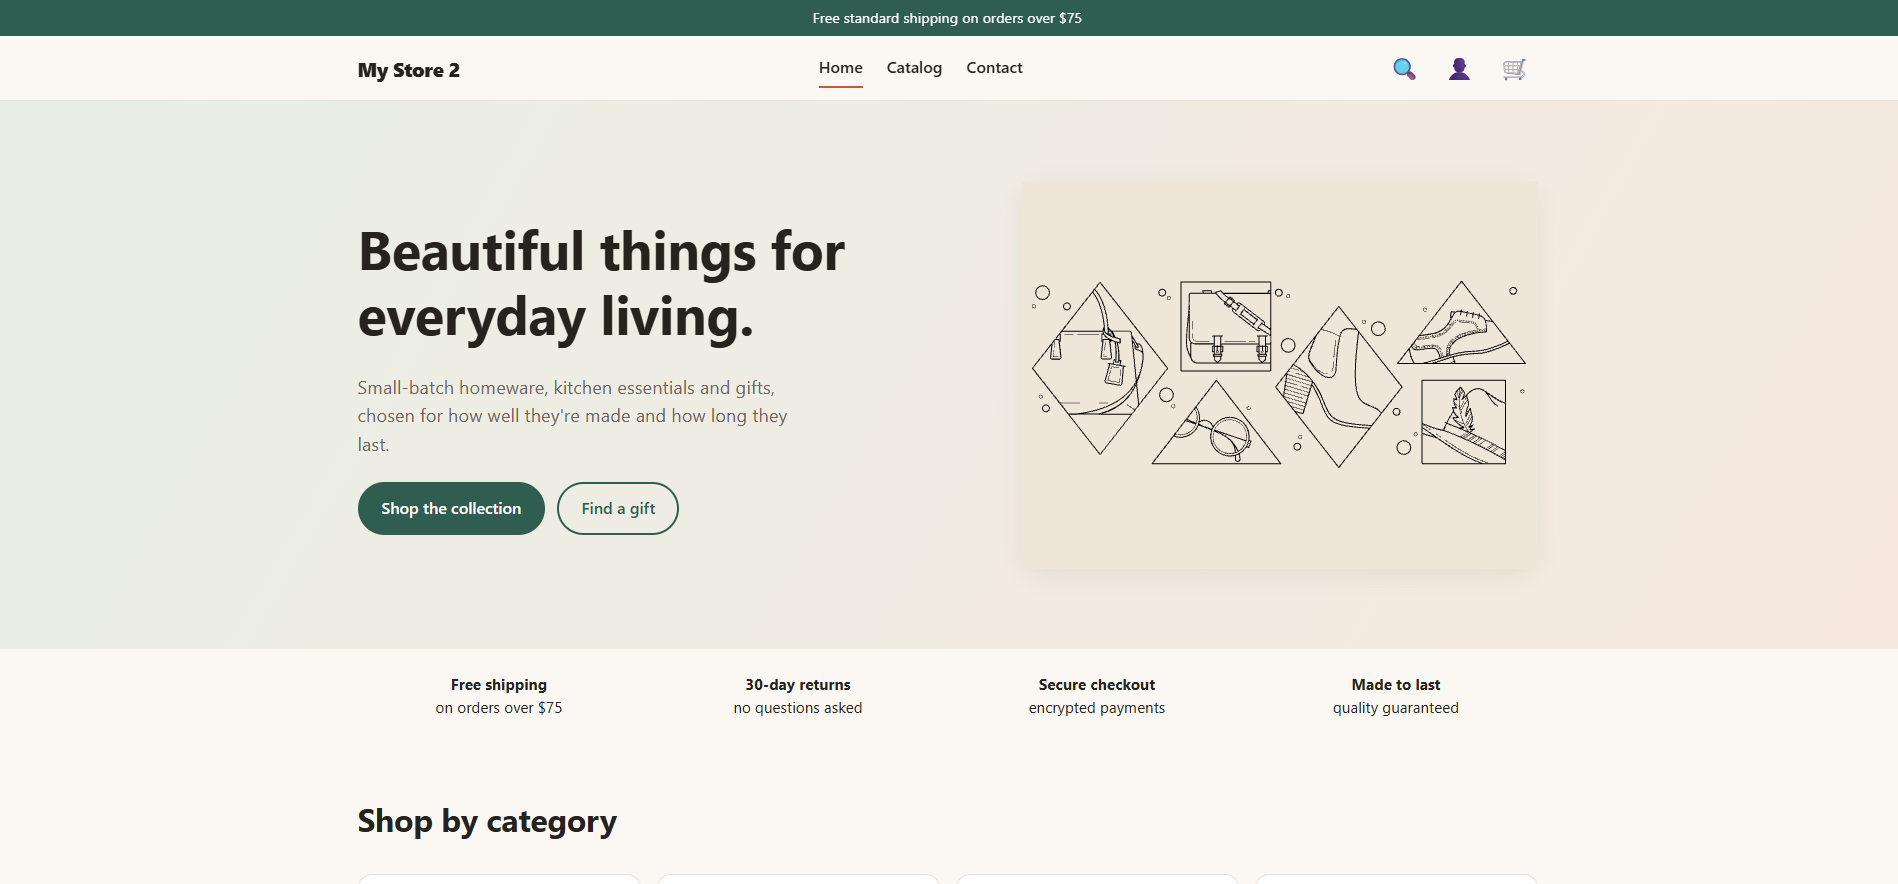 Free standard shipping on orders over $75
My Store 2
Home
Catalog
Contact
Beautiful things for
everyday living.
Small-batch homeware, kitchen essentials and gifts,
chosen for how well they're made and how long they
last.
Shop the collection
Find a gift
Free shipping
on orders over $75
30-day returns
no questions asked
Secure checkout
encrypted payments
Made to last
quality guaranteed
Shop by category